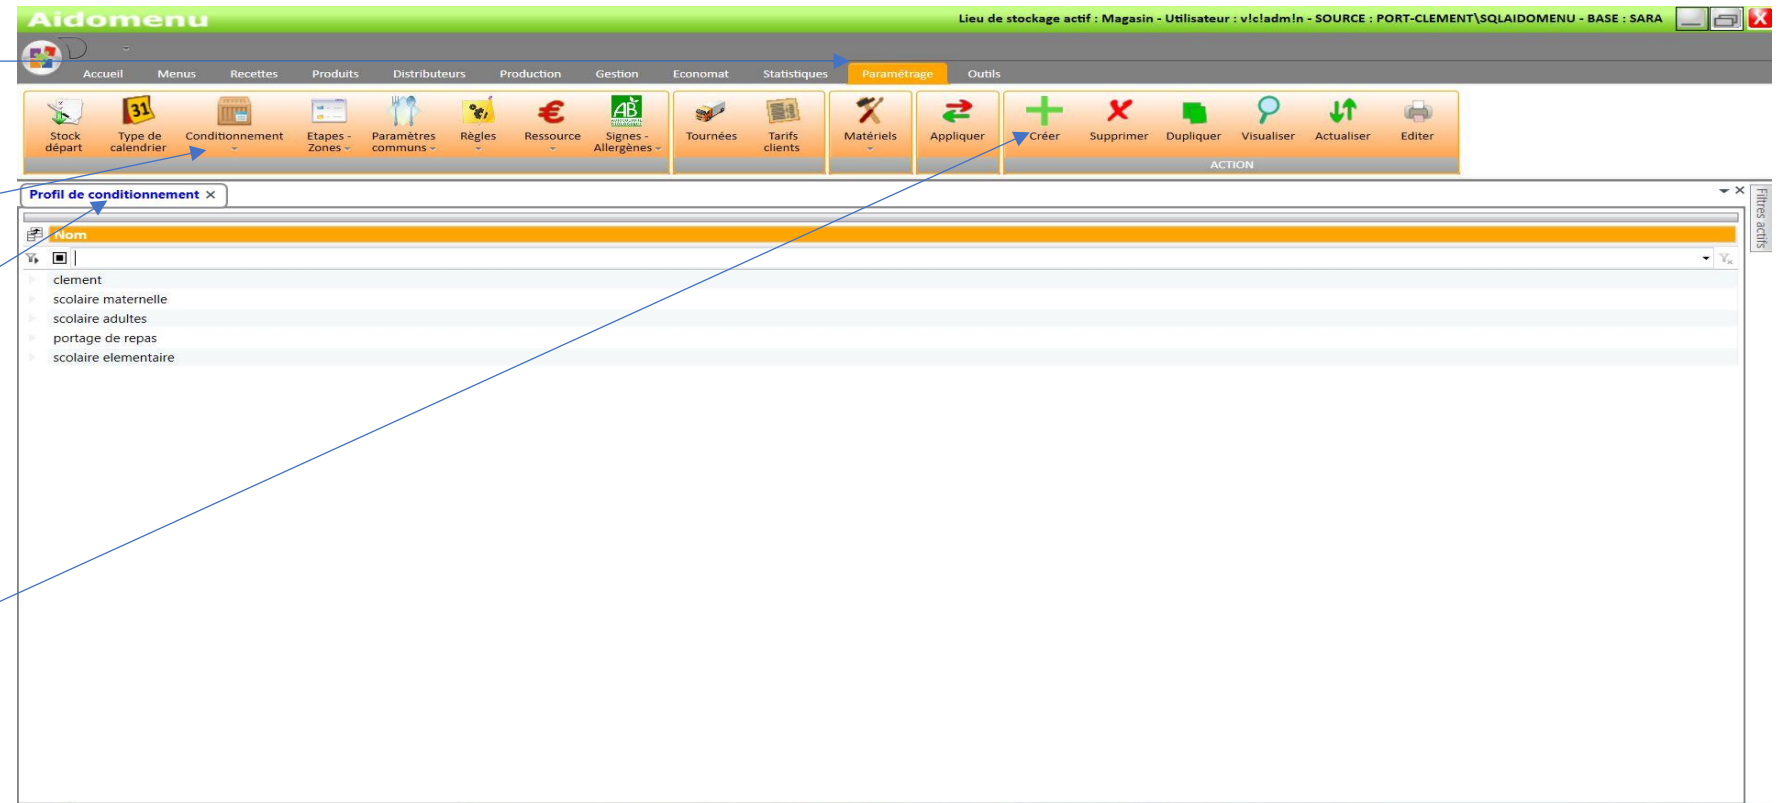 Aidomenu
Lieu de stockage actif : Magasin - Utilisateur : v!c!adm!n - SOURCE : PORT-CLEMENT\SQLAIDOMENU - BASE : SARA
Accueil Menus Recettes Produits Distributeurs Production Gestion Economat Statistiques Paramétrage Outils
Stock départ
Type de calendrier
Conditionnement
Etapes - Zones
Paramètres communs
Règles
Ressource
Signes - Allergènes
Tournées
Tarifs clients
Matériels
Appliquer
Créer
Supprimer
Dupliquer
Visualiser
Actualiser
Editer
ACTION
Profil de conditionnement
Filtres actifs
Nom
clement
scolaire maternelle
scolaire adultes
portage de repas
scolaire elementaire